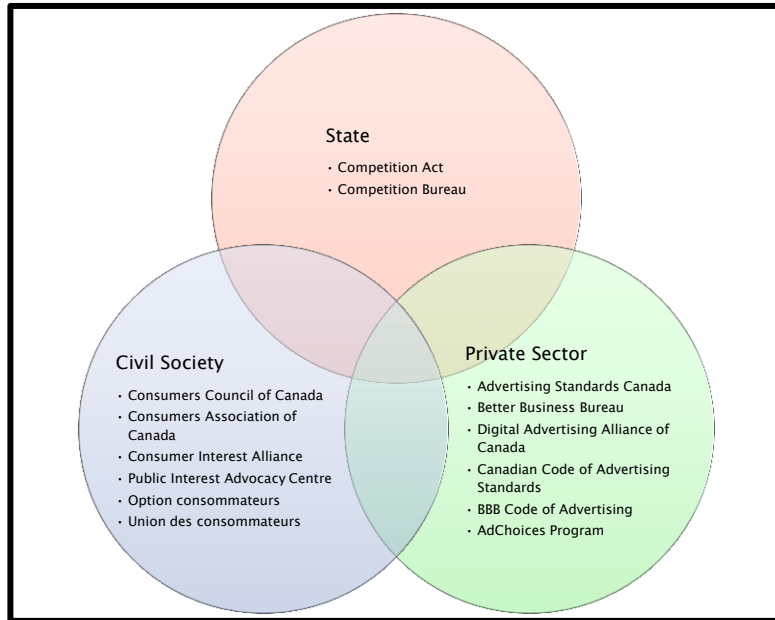 State
• Competition Act
• Competition Bureau
Civil Society
• Consumers Council of Canada
• Consumers Association of
Canada
• Consumer Interest Alliance
• Public Interest Advocacy Centre
• Option consommateurs
• Union des consommateurs
Private Sector
• Advertising Standards Canada
• Better Business Bureau
• Digital Advertising Alliance of
Canada
• Canadian Code of Advertising
Standards
• BBB Code of Advertising
• AdChoices Program